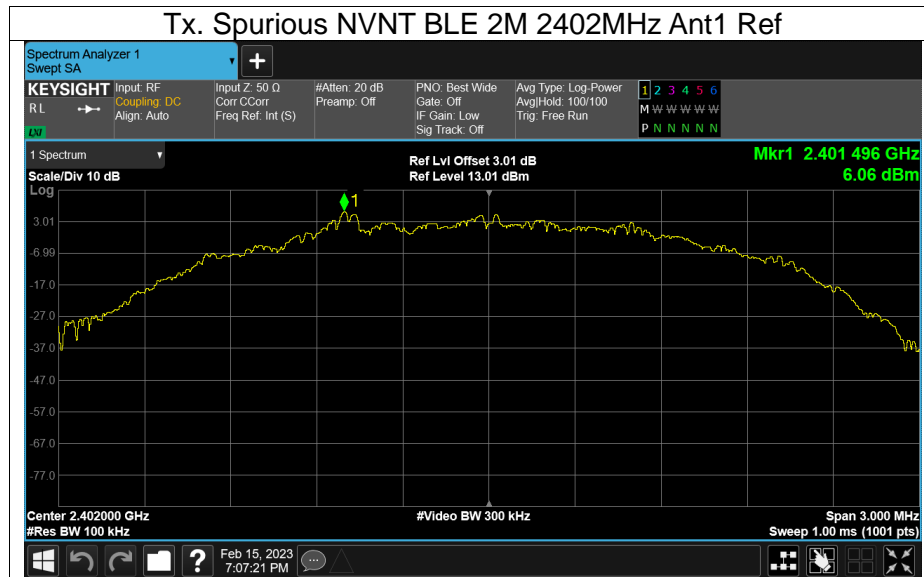 Tx. Spurious NVNT BLE 2M 2402MHz Ant1 Ref
Spectrum Analyzer 1
Swept SA
KEYSIGHT
RL
LXI
Input: RF
Coupling: DC
Align: Auto
Input Z: 50 Ω
Corr CCorr
Freq Ref: Int (S)
#Atten: 20 dB
Preamp: Off
PNO: Best Wide
Gate: Off
IF Gain: Low
Sig Track: Off
Avg Type: Log-Power
Avg|Hold: 100/100
Trig: Free Run
1 2 3 4 5 6
M W W W W W
P N N N N N
1 Spectrum
Scale/Div 10 dB
Ref Lvl Offset 3.01 dB
Ref Level 13.01 dBm
Mkr1 2.401 496 GHz
6.06 dBm
Log
1
3.01
-6.99
-17.0
-27.0
-37.0
-47.0
-57.0
-67.0
-77.0
Center 2.402000 GHz
#Res BW 100 kHz
#Video BW 300 kHz
Span 3.000 MHz
Sweep 1.00 ms (1001 pts)
Feb 15, 2023
7:07:21 PM